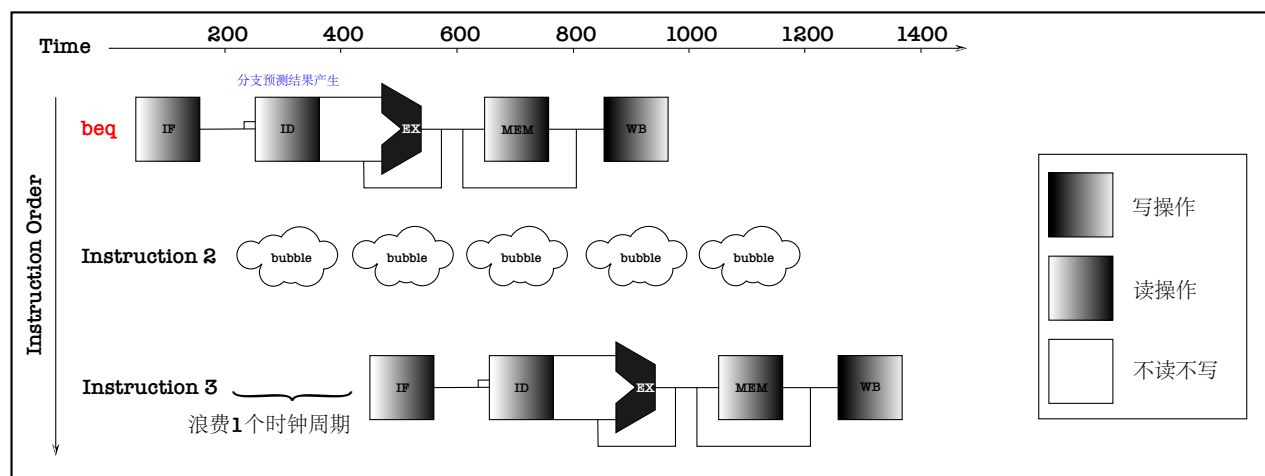 Time 200 400 600 800 1000 1200 1400
分支预测结果产生
beq IF ID EX MEM WB
Instruction Order
Instruction 2 bubble bubble bubble bubble bubble
Instruction 3 IF ID EX MEM WB
浪费1个时钟周期
写操作
读操作
不读不写